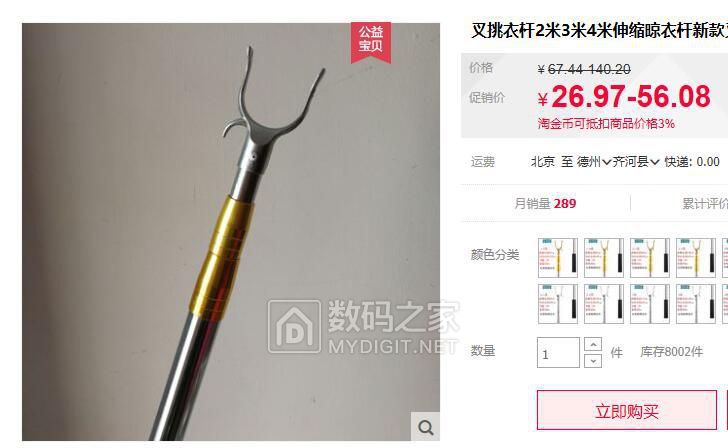 公益
宝贝
叉挑衣杆2米3米4米伸缩晾衣杆新款
价格
¥ 67.44-140.20
促销价
¥ 26.97-56.08
淘金币可抵扣商品价格3%
运费
北京 至 德州 齐河县 快递: 0.00
月销量 289
累计评价
颜色分类
数量
1
件
库存8002件
立即购买
数码之家
MYDIGIT.NET